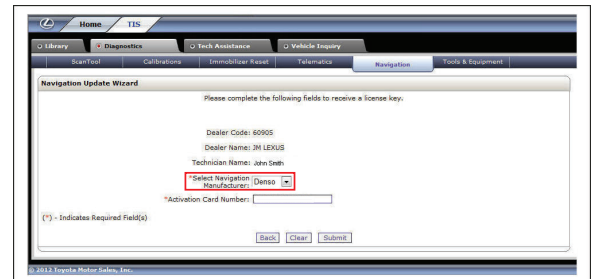 Home TIS
Library Diagnostics Tech Assistance Vehicle Inquiry
ScanTool Calibrations Immobilizer Reset Telematics Navigation Tools & Equipment
Navigation Update Wizard
Please complete the following fields to receive a license key.
Dealer Code: 60905
Dealer Name: JM LEXUS
Technician Name: John Smith
*Select Navigation
Manufacturer: Denso
*Activation Card Number:
(*) - Indicates Required Field(s)
Back Clear Submit
© 2012 Toyota Motor Sales, Inc.